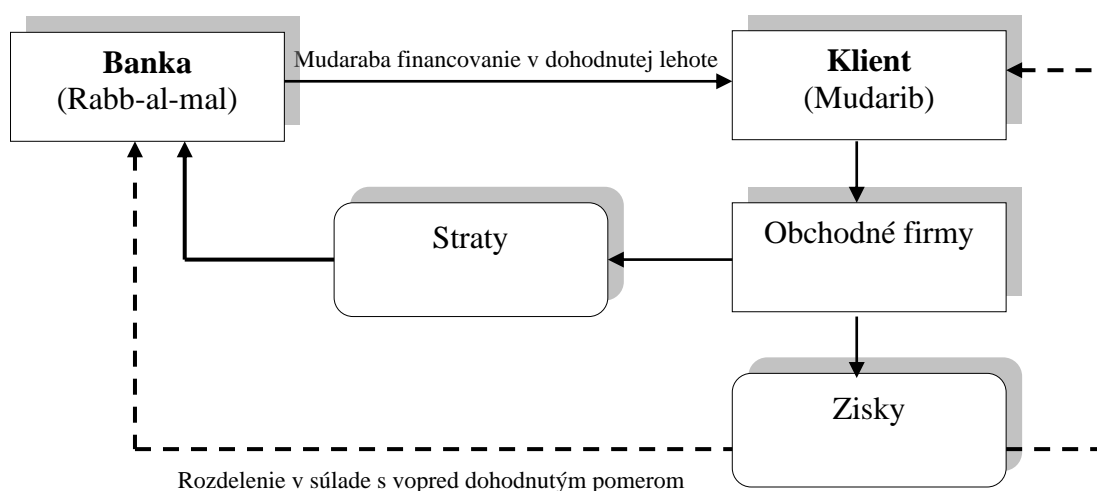 Banka
(Rabb-al-mal)
Mudaraba financovanie v dohodnutej lehote
Klient
(Mudarib)
Straty
Obchodné firmy
Zisky
Rozdelenie v súlade s vopred dohodnutým pomerom